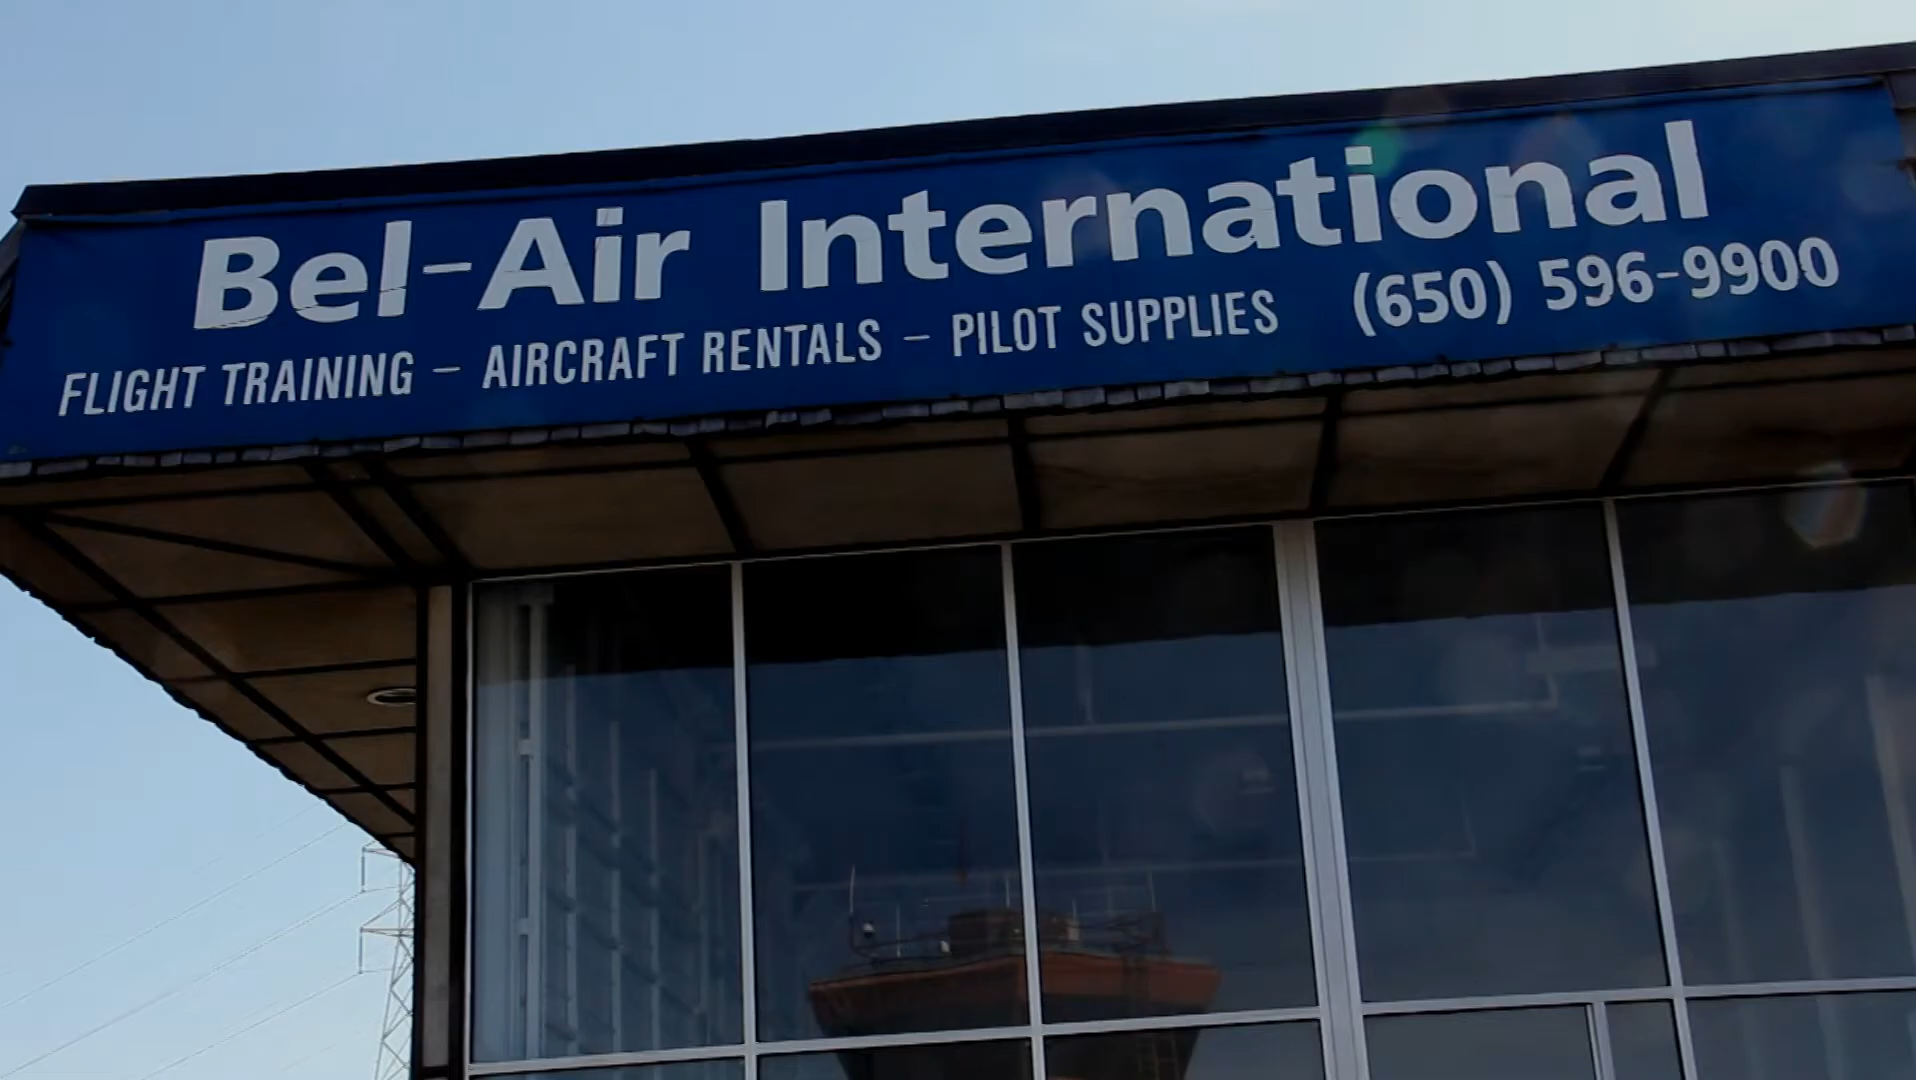 Bel-Air International
FLIGHT TRAINING - AIRCRAFT RENTALS - PILOT SUPPLIES (650) 596-9900